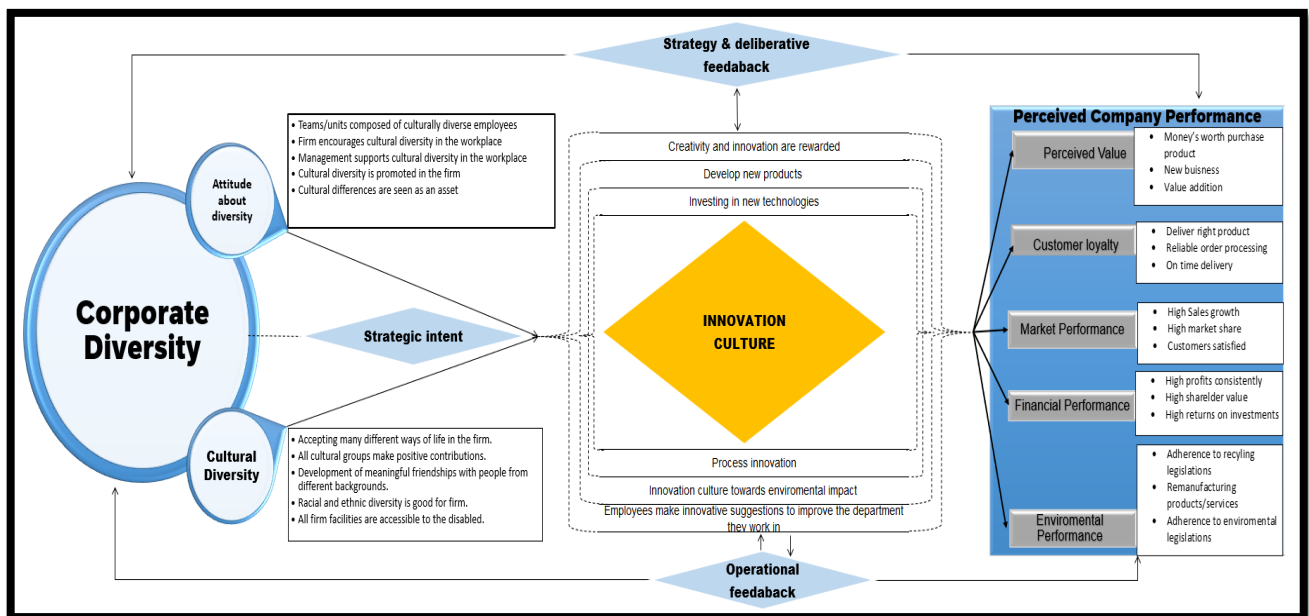 Strategy & deliberative
feedaback
Attitude
about
diversity
• Teams/units composed of culturally diverse employees
• Firm encourages cultural diversity in the workplace
• Management supports cultural diversity in the workplace
• Cultural diversity is promoted in the firm
• Cultural differences are seen as an asset
Corporate
Diversity
Strategic intent
Cultural
Diversity
• Accepting many different ways of life in the firm.
• All cultural groups make positive contributions.
• Development of meaningful friendships with people from
different backgrounds.
• Racial and ethnic diversity is good for firm.
• All firm facilities are accessible to the disabled.
Creativity and innovation are rewarded
Develop new products
Investing in new technologies
INNOVATION
CULTURE
Process innovation
Innovation culture towards enviromental impact
Employees make innovative suggestions to improve the department
they work in
Operational
feedaback
Perceived Company Performance
Perceived Value
• Money's worth purchase
product
• New buisness
• Value addition
Customer loyalty
• Deliver right product
• Reliable order processing
• On time delivery
Market Performance
• High Sales growth
• High market share
• Customers satisfied
Financial Performance
• High profits consistently
• High sharelder value
• High returns on investments
Enviromental
Performance
• Adherence to recyling
legislations
• Remanufacturing
products/services
• Adherence to enviromental
legislations